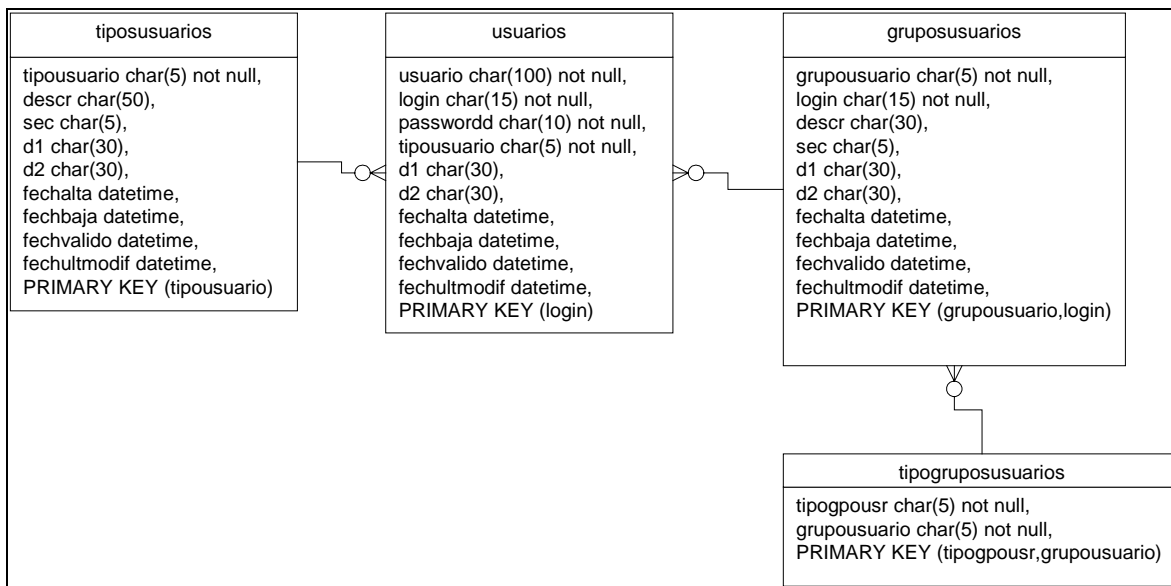 tiposusuarios
tipousuario char(5) not null,
descr char(50),
sec char(5),
d1 char(30),
d2 char(30),
fechalta datetime,
fechbaja datetime,
fechvalido datetime,
fechultmodif datetime,
PRIMARY KEY (tipousuario)
usuarios
usuario char(100) not null,
login char(15) not null,
passwordd char(10) not null,
tipousuario char(5) not null,
d1 char(30),
d2 char(30),
fechalta datetime,
fechbaja datetime,
fechvalido datetime,
fechultmodif datetime,
PRIMARY KEY (login)
gruposusuarios
grupousuario char(5) not null,
login char(15) not null,
descr char(30),
sec char(5),
d1 char(30),
d2 char(30),
fechalta datetime,
fechbaja datetime,
fechvalido datetime,
fechultmodif datetime,
PRIMARY KEY (grupousuario,login)
tipogruposusuarios
tipogpousr char(5) not null,
grupousuario char(5) not null,
PRIMARY KEY (tipogpousr,grupousuario)